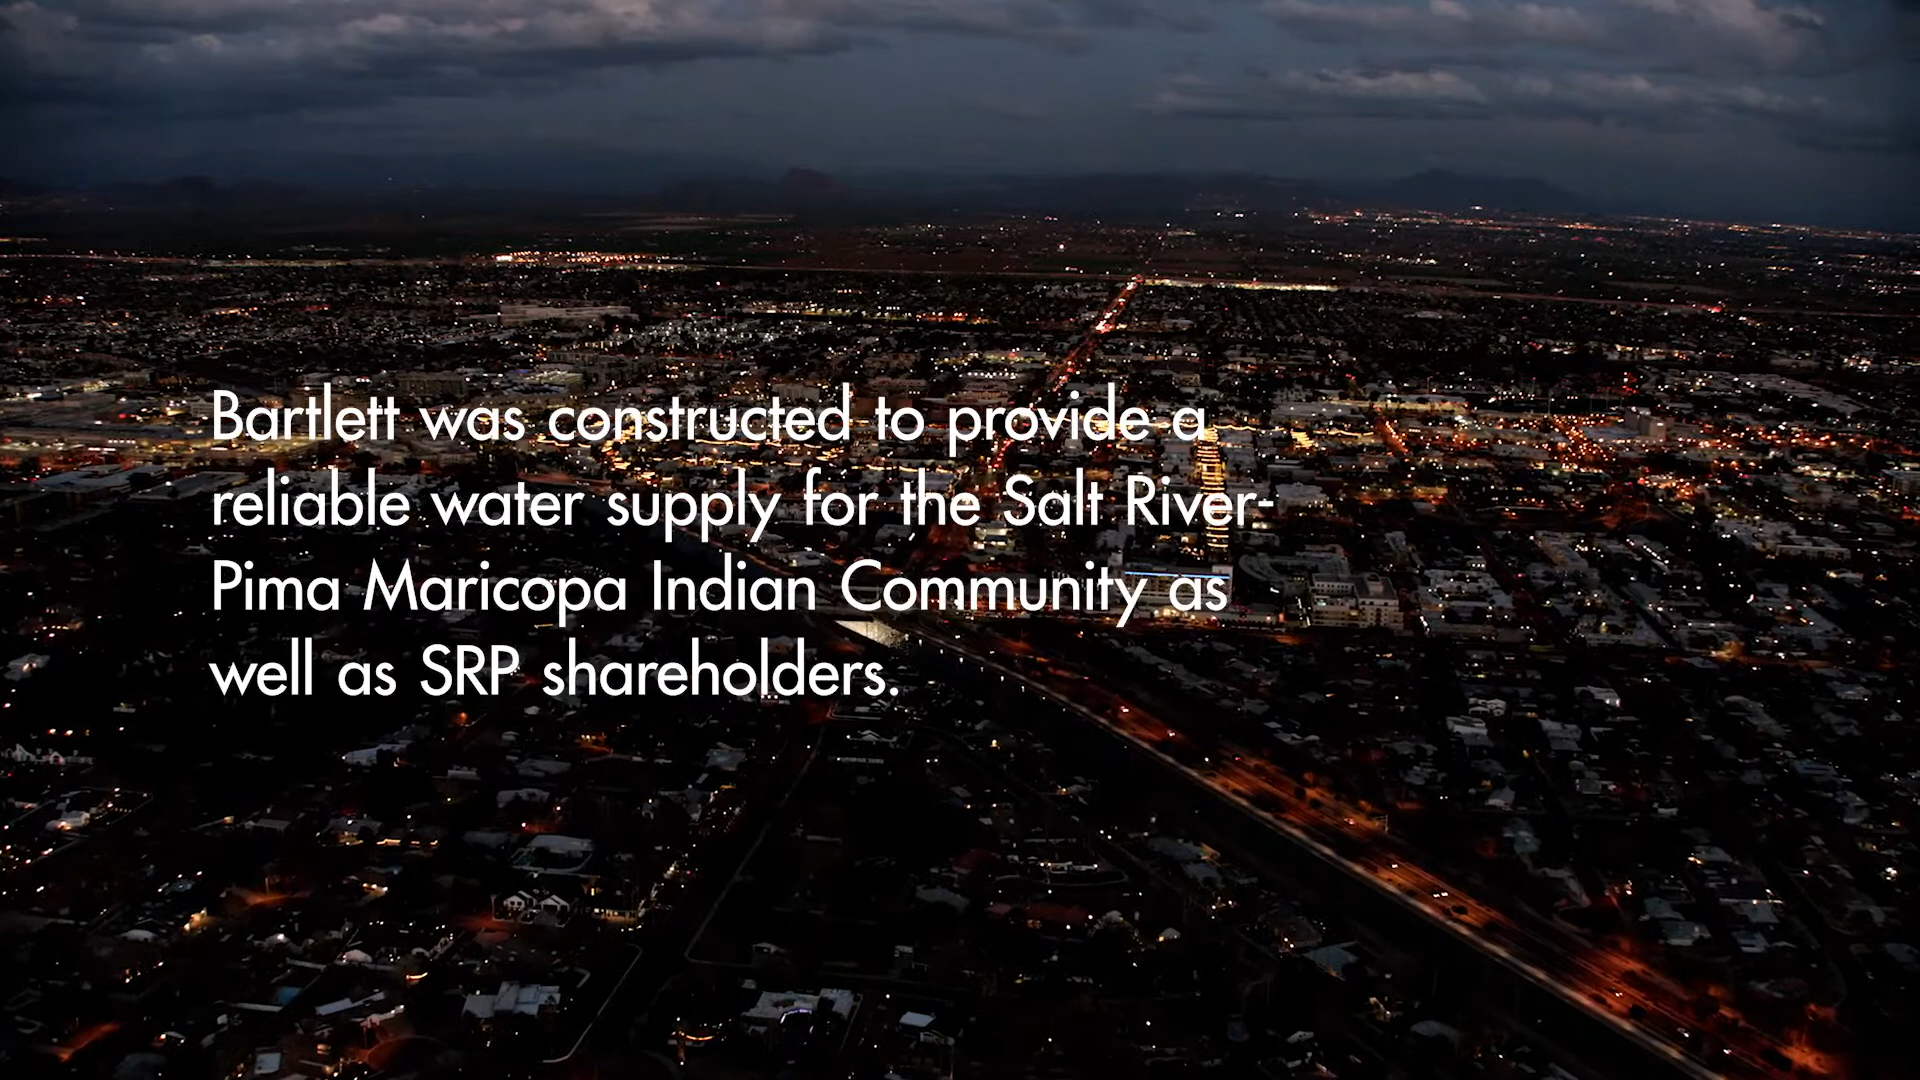 Bartlett was constructed to provide a
reliable water supply for the Salt River-
Pima Maricopa Indian Community as
well as SRP shareholders.